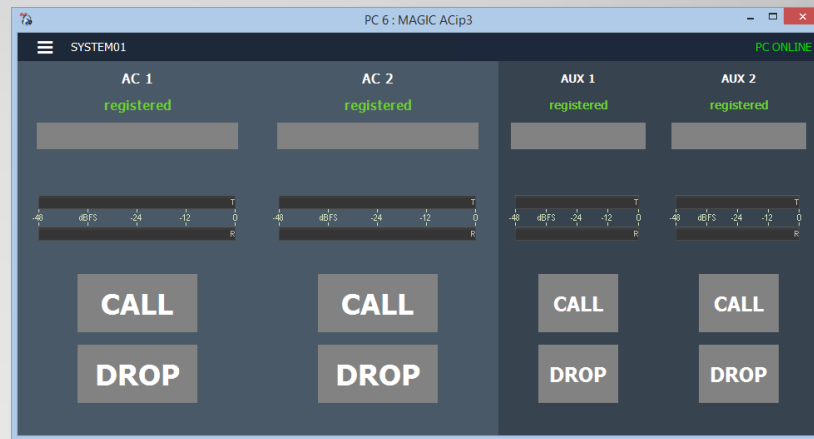 PC 6 : MAGIC ACip3
SYSTEM01
PC ONLINE
AC 1
registered
T
-48 dBFS -24 -12 0
R
CALL
DROP
AC 2
registered
T
-48 dBFS -24 -12 0
R
CALL
DROP
AUX 1
registered
T
-48 dBFS -24 -12 0
R
CALL
DROP
AUX 2
registered
T
-48 dBFS -24 -12 0
R
CALL
DROP